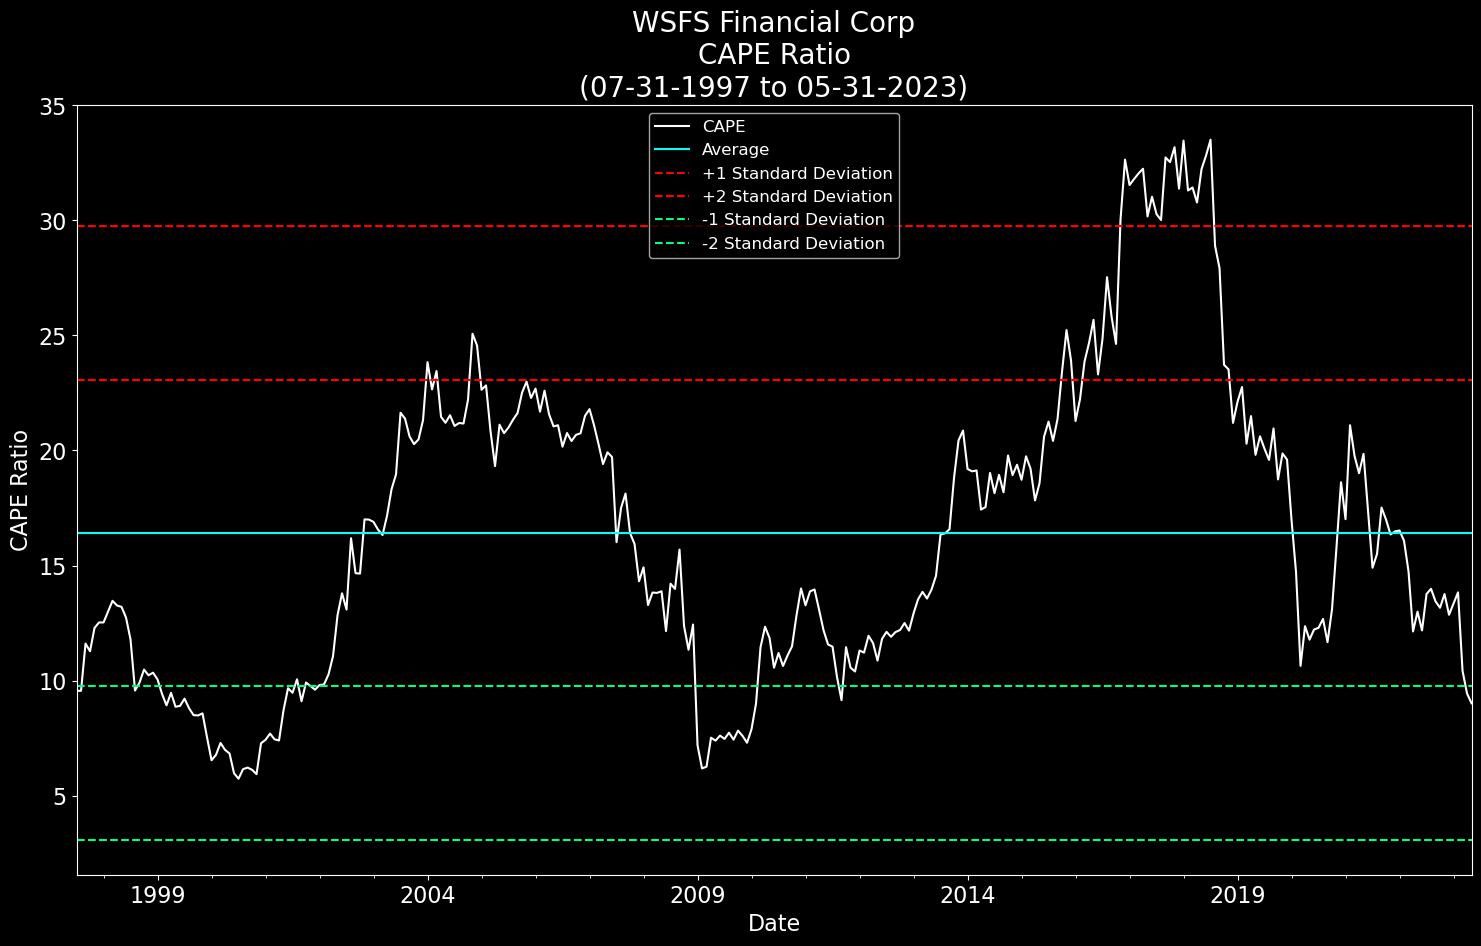 WSFS Financial Corp
CAPE Ratio
(07-31-1997 to 05-31-2023)
35
30
25
20
15
10
5
CAPE Ratio
CAPE
Average
+1 Standard Deviation
+2 Standard Deviation
-1 Standard Deviation
-2 Standard Deviation
1999 2004 2009 2014 2019
Date